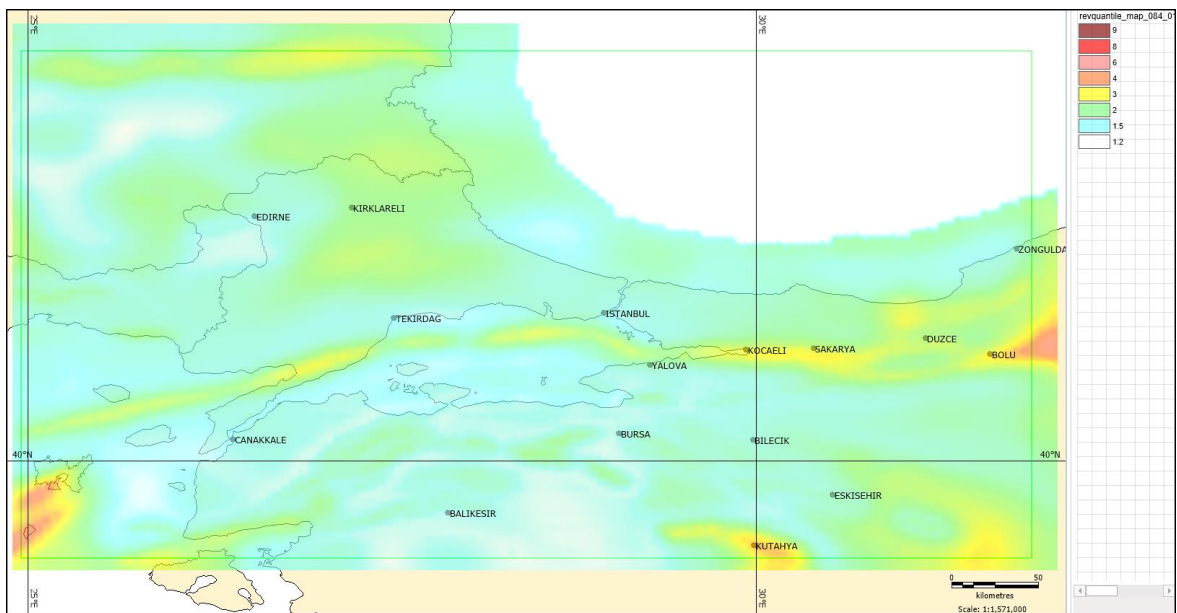 25°E
30°E
revquantile_map_084_01
9
8
6
4
3
2
1.5
1.2
EDIRNE
KIRKLARELI
ZONGULDA
TEKIRDAG
ISTANBUL
KOCAELI
SAKARYA
DUZCE
BOLU
YALOVA
CANAKKALE
BURSA
BILECIK
40°N
40°N
ESKISEHIR
BALIKESIR
KUTAHYA
0
50
kilometres
25°E
30°E
Scale: 1:1,571,000